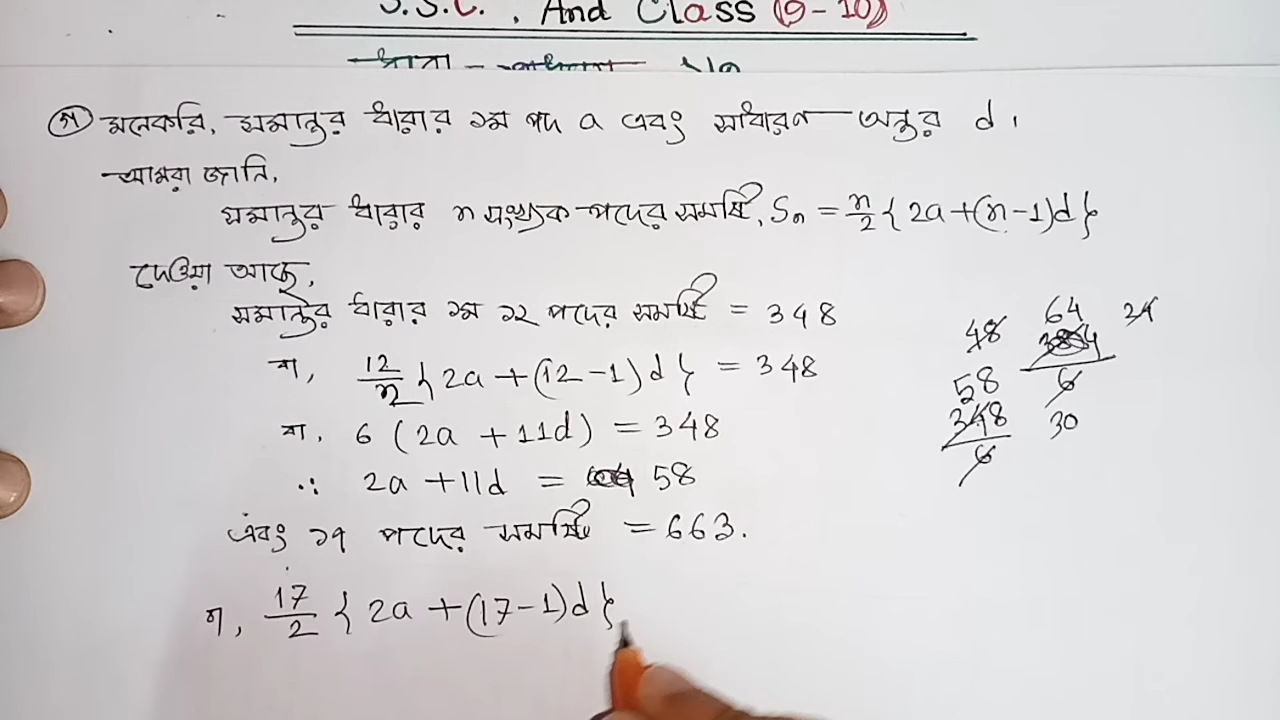 S.S.C. , And Class (9-10)
গ মনেকরি, সমান্তর ধারার ১ম পদ a এবং সাধারণ অন্তর d ।
আমরা জানি,
সমান্তর ধারার n সংখ্যক পদের সমষ্টি, Sₙ = n/2 { 2a +(n-1)d }
দেওয়া আছে,
সমান্তর ধারার ১ম ১২ পদের সমষ্টি = 348
বা, 12/2 { 2a + (12-1)d } = 348
বা, 6 (2a + 11d) = 348
∴ 2a + 11d = 58
এবং ১৭ পদের সমষ্টি = 663.
বা, 17/2 { 2a + (17-1)d }
48 64 24
58 6
348 30
6